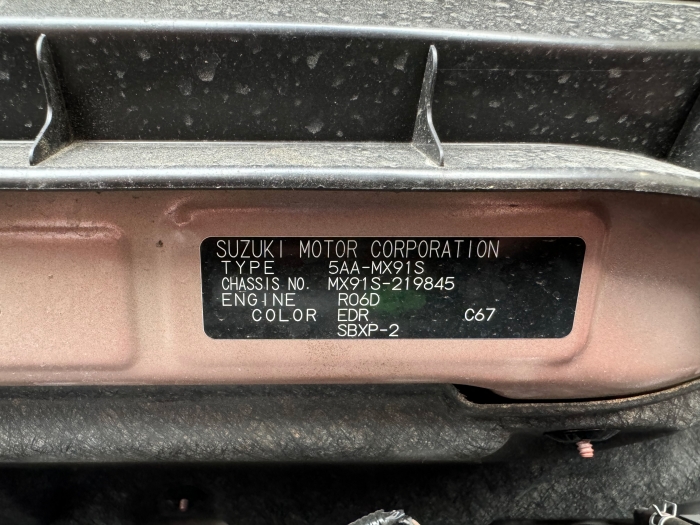 SUZUKI MOTOR CORPORATION
TYPE 5AA-MX91S
CHASSIS NO. MX91S-219845
ENGINE R06D
COLOR EDR C67
SBXP-2